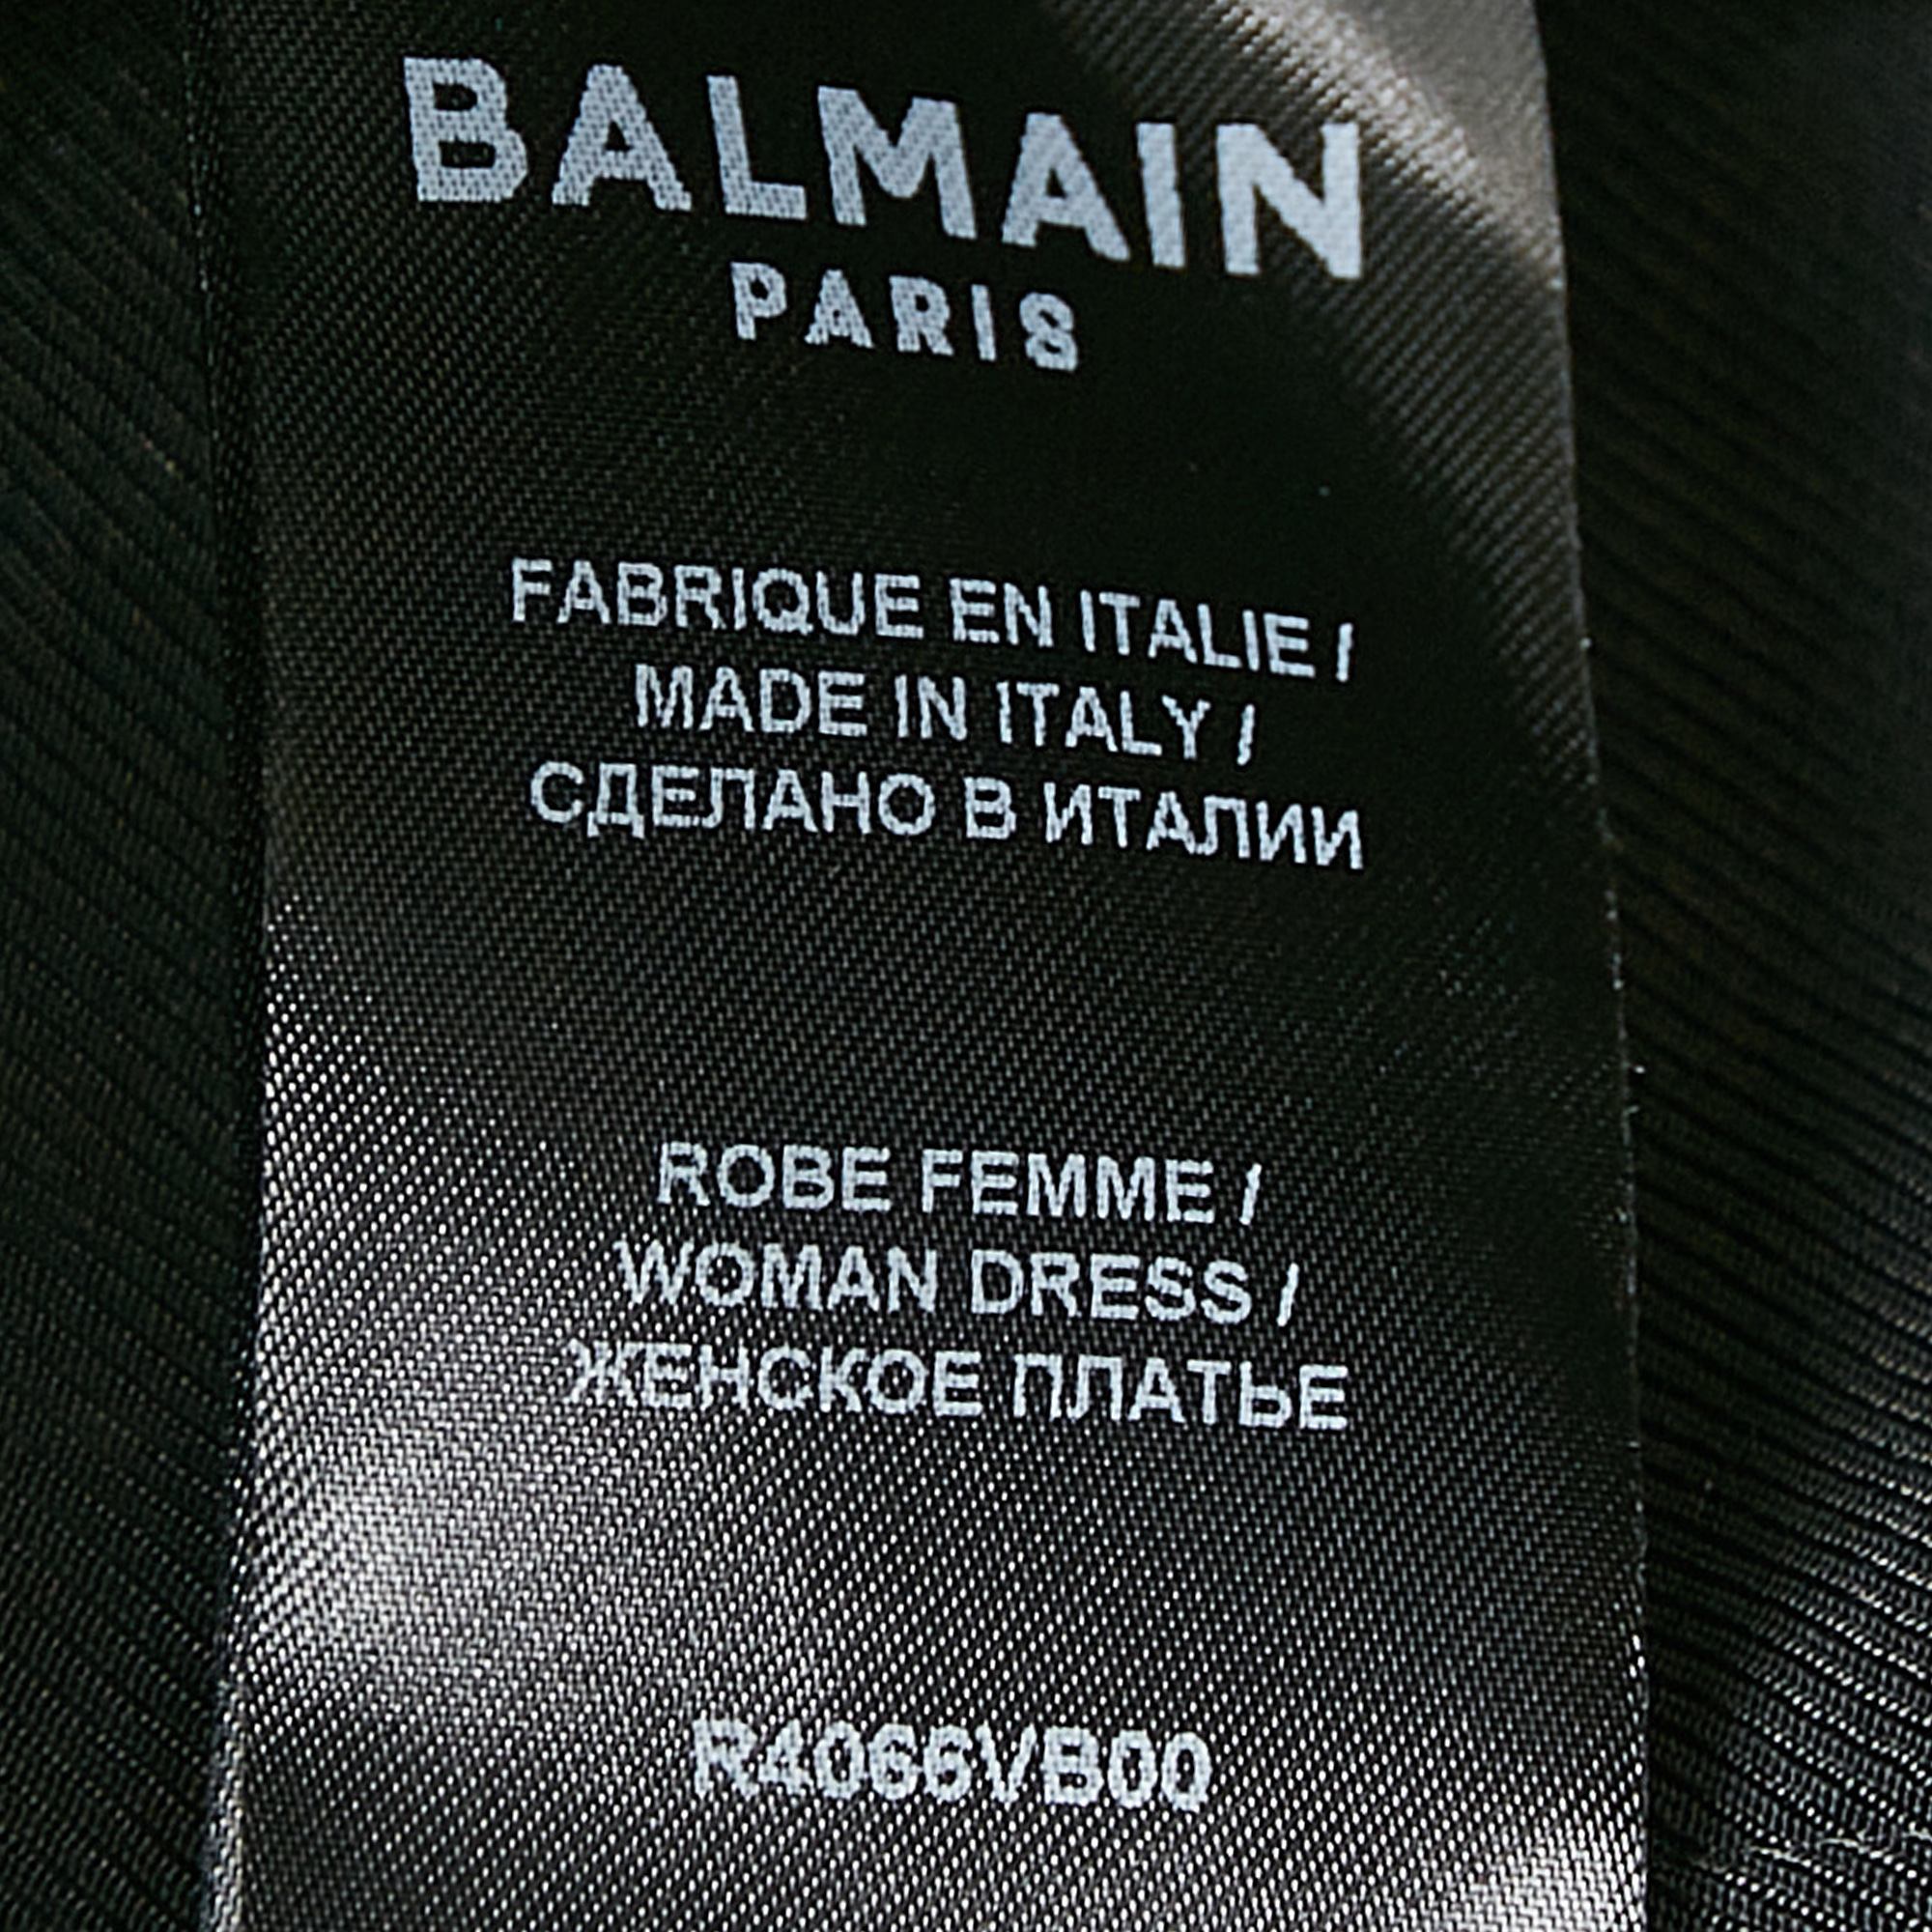 BALMAIN
PARIS
FABRIQUE EN ITALIE /
MADE IN ITALY /
СДЕЛАНО В ИТАЛИИ
ROBE FEMME /
WOMAN DRESS /
ЖЕНСКОЕ ПЛАТЬЕ
R4066VB00